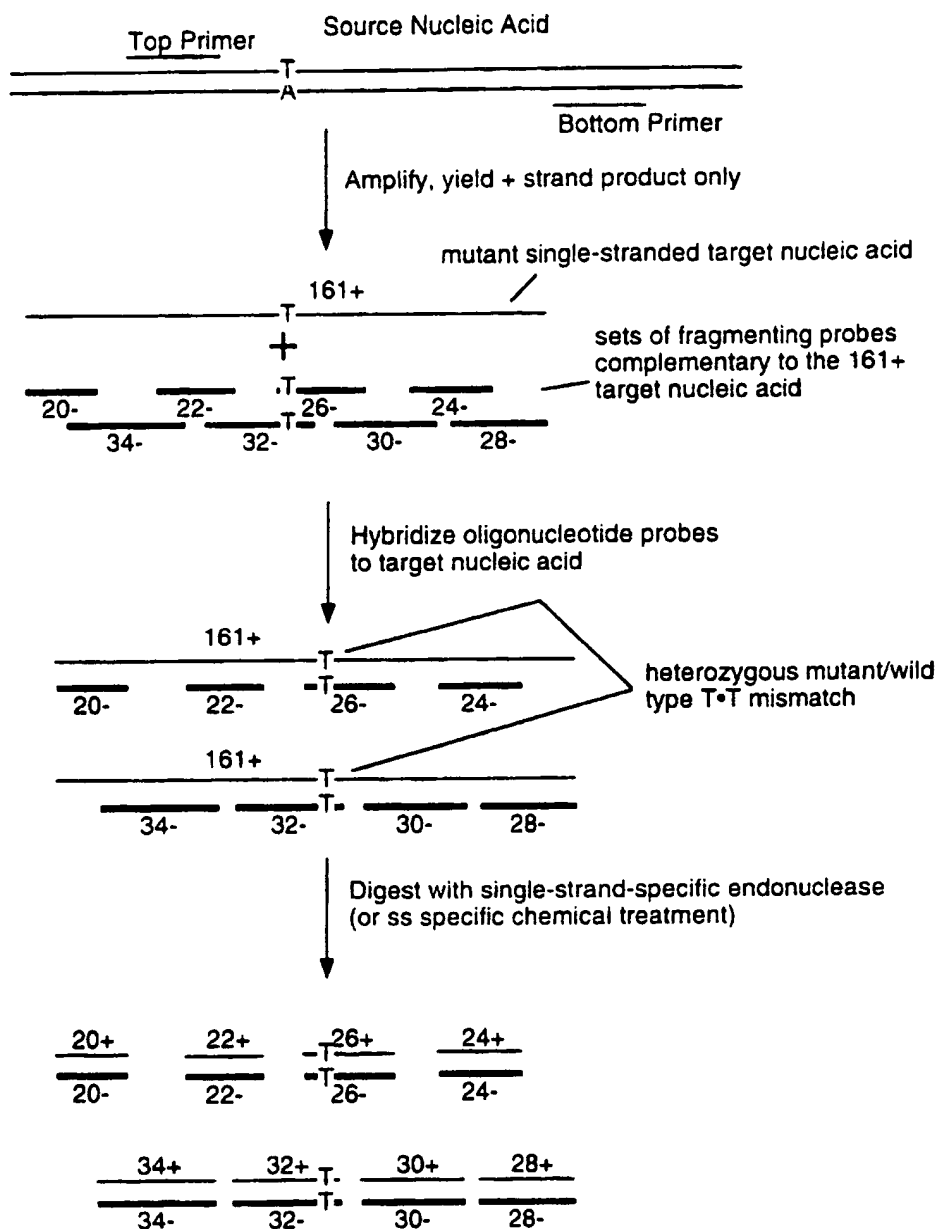 Source Nucleic Acid
Top Primer
T
A
Bottom Primer
Amplify, yield + strand product only
mutant single-stranded target nucleic acid
161+
T
+
sets of fragmenting probes
complementary to the 161+
target nucleic acid
T
20- 22- 26- 24-
T
34- 32- 30- 28-
Hybridize oligonucleotide probes
to target nucleic acid
161+
T
T
20- 22- 26- 24-
heterozygous mutant/wild
type T•T mismatch
161+
T
T
34- 32- 30- 28-
Digest with single-strand-specific endonuclease
(or ss specific chemical treatment)
20+ 22+ 26+ 24+
T
T
20- 22- 26- 24-
34+ 32+ T 30+ 28+
T
34- 32- 30- 28-